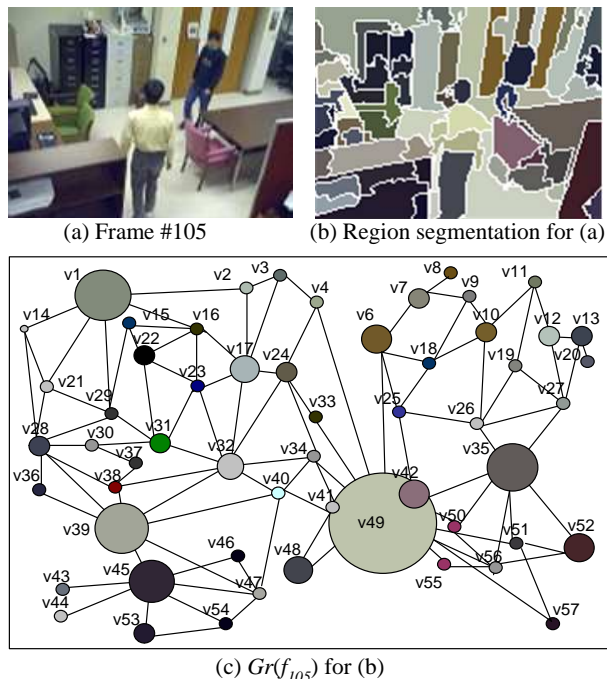 (a) Frame #105
(b) Region segmentation for (a)
v1
v2
v3
v4
v6
v7
v8
v9
v10
v11
v12
v13
v14
v15
v16
v17
v18
v19
v20
v21
v22
v23
v24
v25
v26
v27
v28
v29
v30
v31
v32
v33
v34
v35
v36
v37
v38
v39
v40
v41
v42
v43
v44
v45
v46
v47
v48
v49
v50
v51
v52
v53
v54
v55
v56
v57
(c) Gr(f105) for (b)